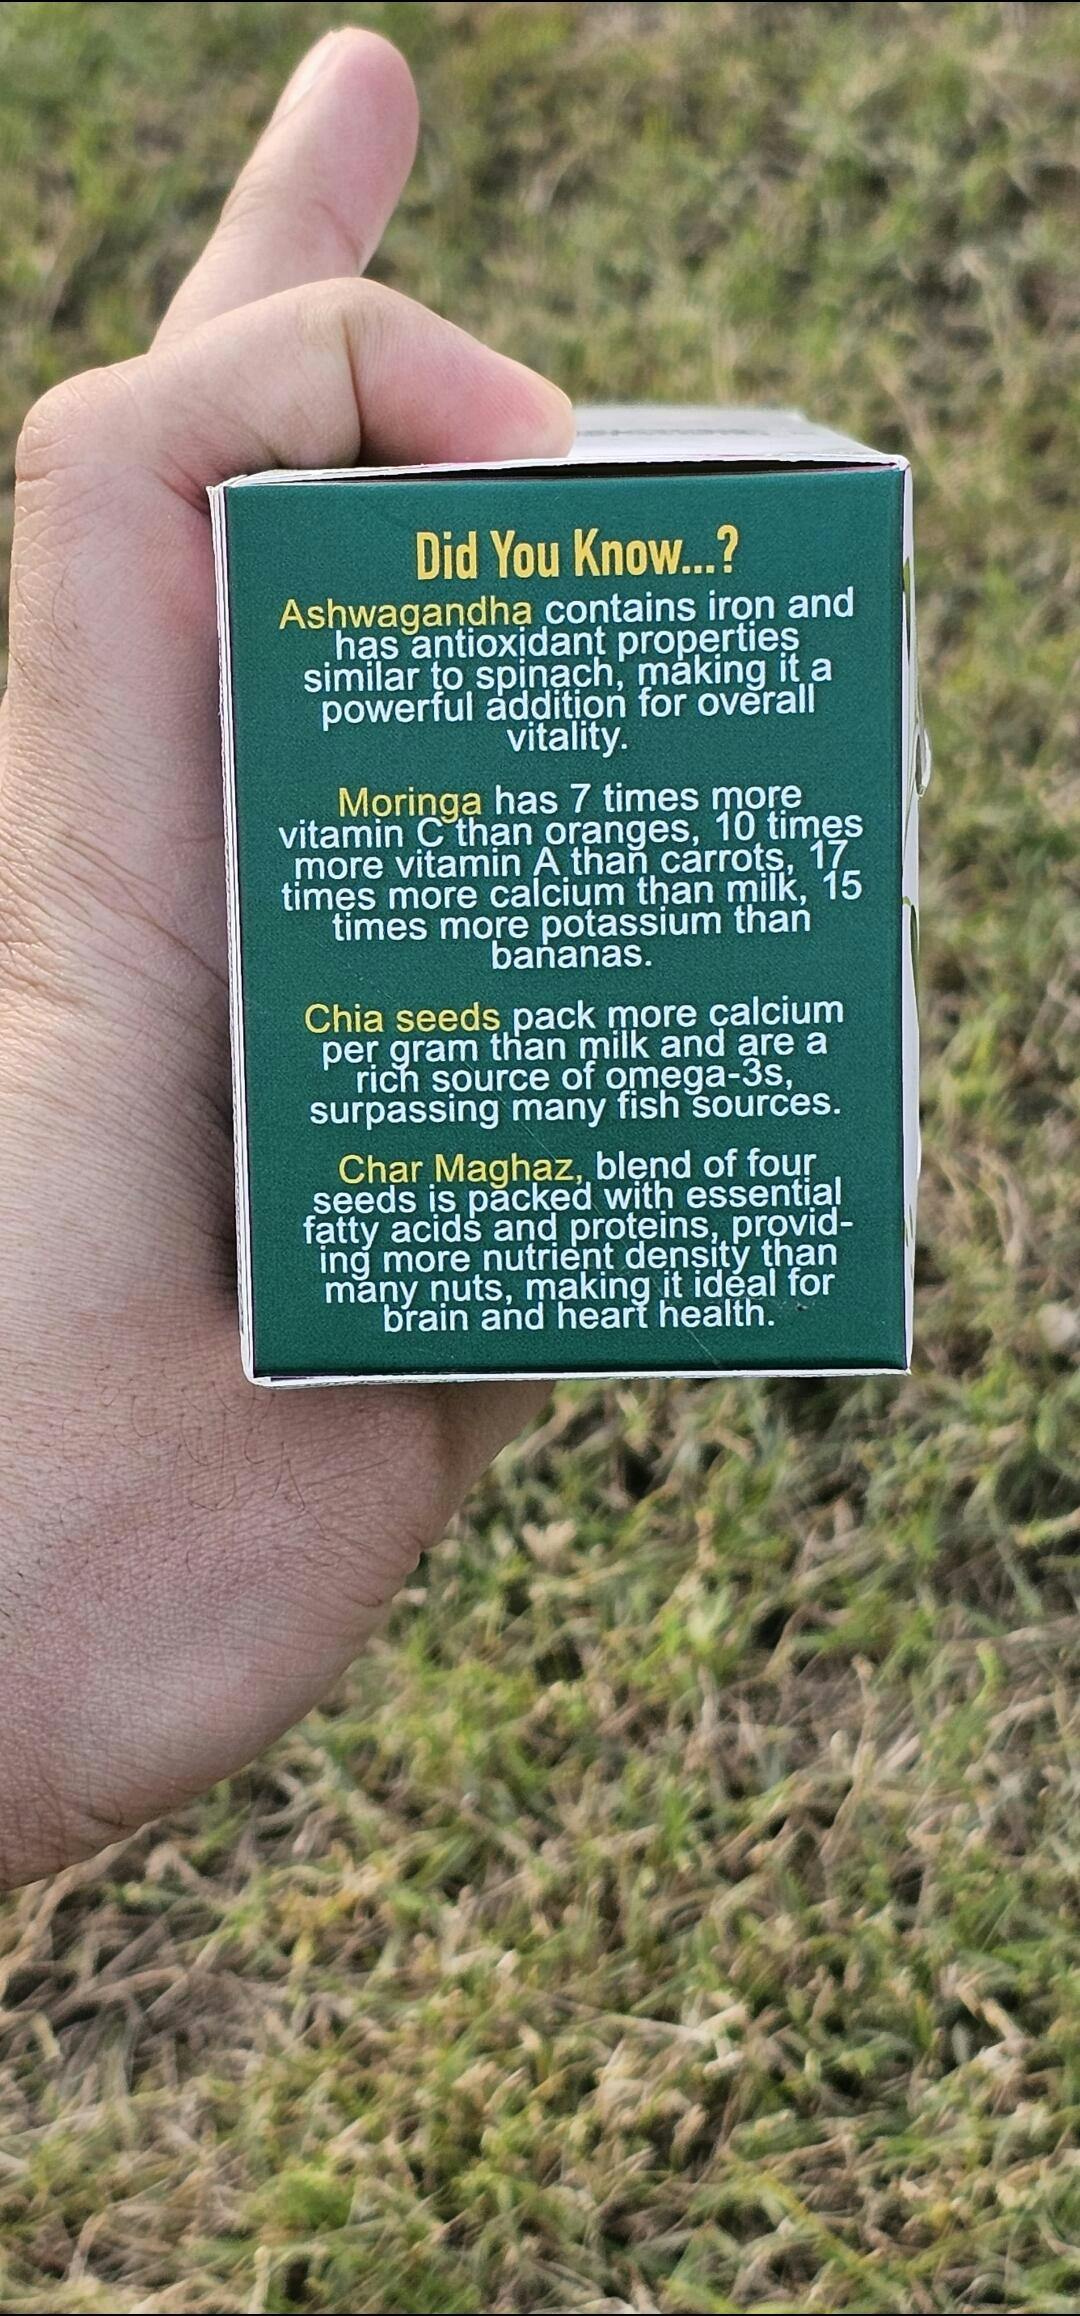 Did You Know...?
Ashwagandha contains iron and
has antioxidant properties
similar to spinach, making it a
powerful addition for overall
vitality.
Moringa has 7 times more
vitamin C than oranges, 10 times
more vitamin A than carrots, 17
times more calcium than milk, 15
times more potassium than
bananas.
Chia seeds pack more calcium
per gram than milk and are a
rich source of omega-3s,
surpassing many fish sources.
Char Maghaz, blend of four
seeds is packed with essential
fatty acids and proteins, provid-
ing more nutrient density than
many nuts, making it ideal for
brain and heart health.